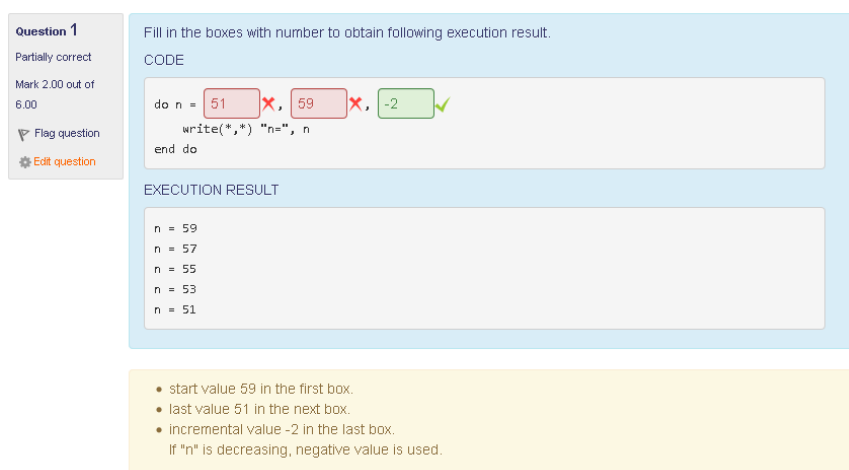 Question 1
Partially correct
Mark 2.00 out of
6.00
Flag question
Edit question
Fill in the boxes with number to obtain following execution result.
CODE
do n = 51 , 59 , -2
write(*,*) "n=", n
end do
EXECUTION RESULT
n = 59
n = 57
n = 55
n = 53
n = 51
start value 59 in the first box.
last value 51 in the next box.
incremental value -2 in the last box.
If "n" is decreasing, negative value is used.